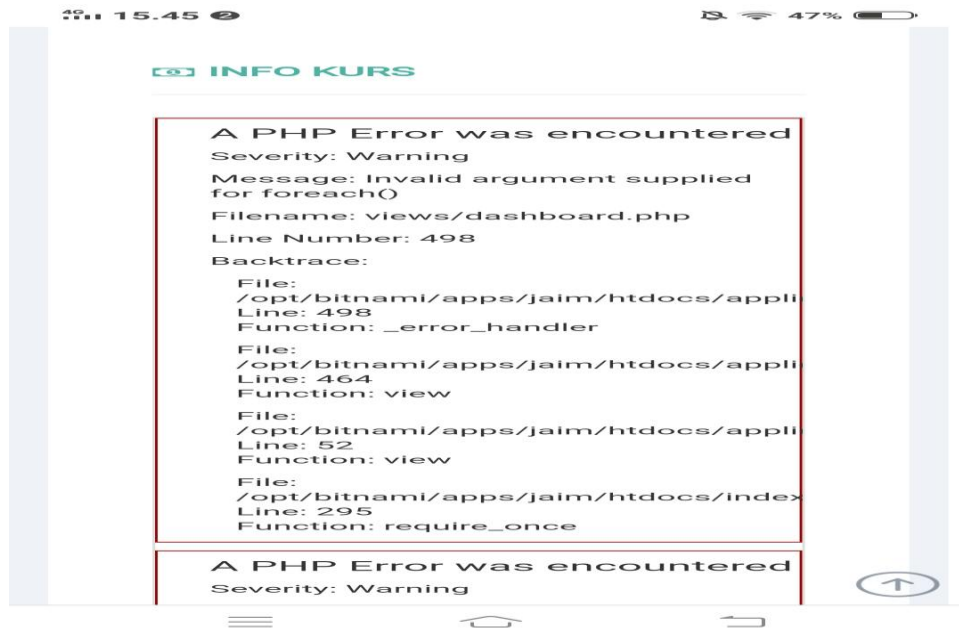 4G 15.45 2 47%
INFO KURS
A PHP Error was encountered
Severity: Warning
Message: Invalid argument supplied
for foreach()
Filename: views/dashboard.php
Line Number: 498
Backtrace:
File:
/opt/bitnami/apps/jaim/htdocs/appli
Line: 498
Function: _error_handler
File:
/opt/bitnami/apps/jaim/htdocs/appli
Line: 464
Function: view
File:
/opt/bitnami/apps/jaim/htdocs/appli
Line: 52
Function: view
File:
/opt/bitnami/apps/jaim/htdocs/index
Line: 295
Function: require_once
A PHP Error was encountered
Severity: Warning